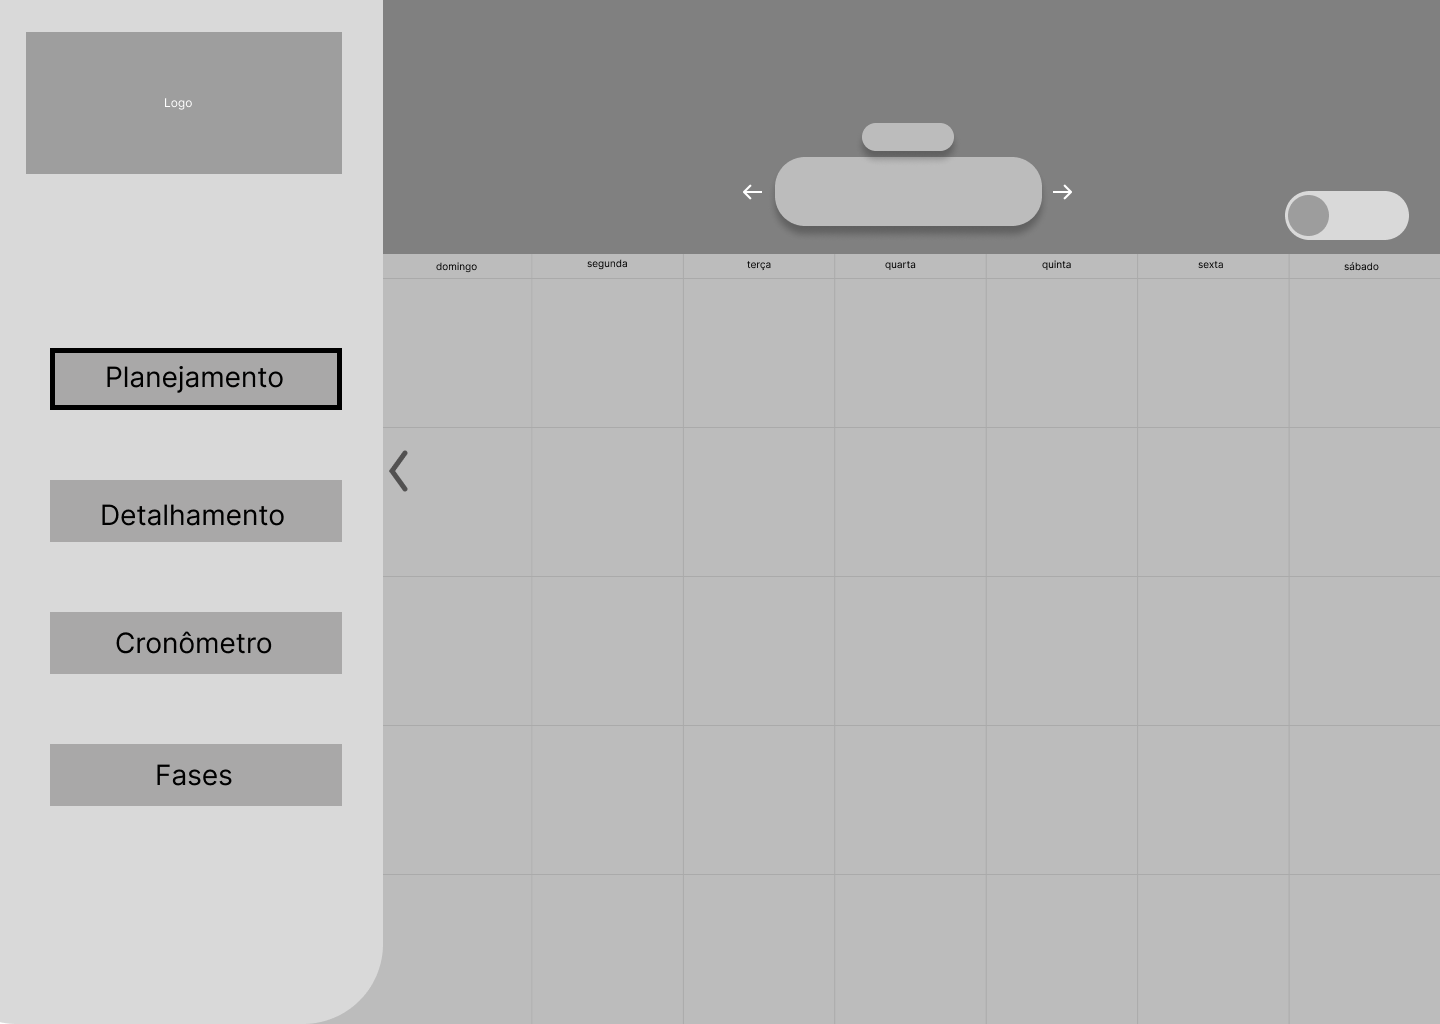 Logo
Planejamento
Detalhamento
Cronômetro
Fases
domingo
segunda
terça
quarta
quinta
sexta
sábado